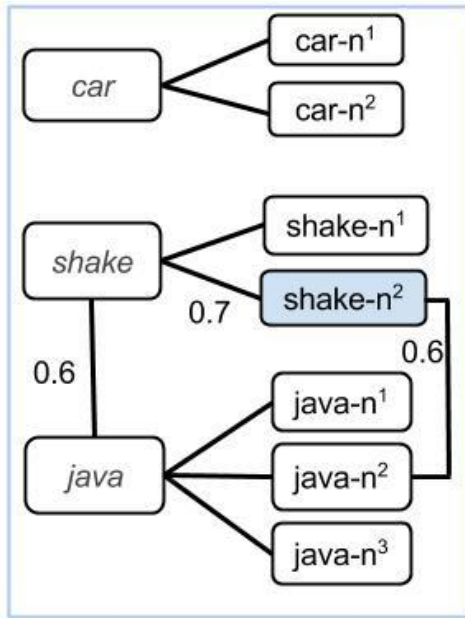 car
car-n¹
car-n²
shake
shake-n¹
shake-n²
0.7
0.6
0.6
java
java-n¹
java-n²
java-n³